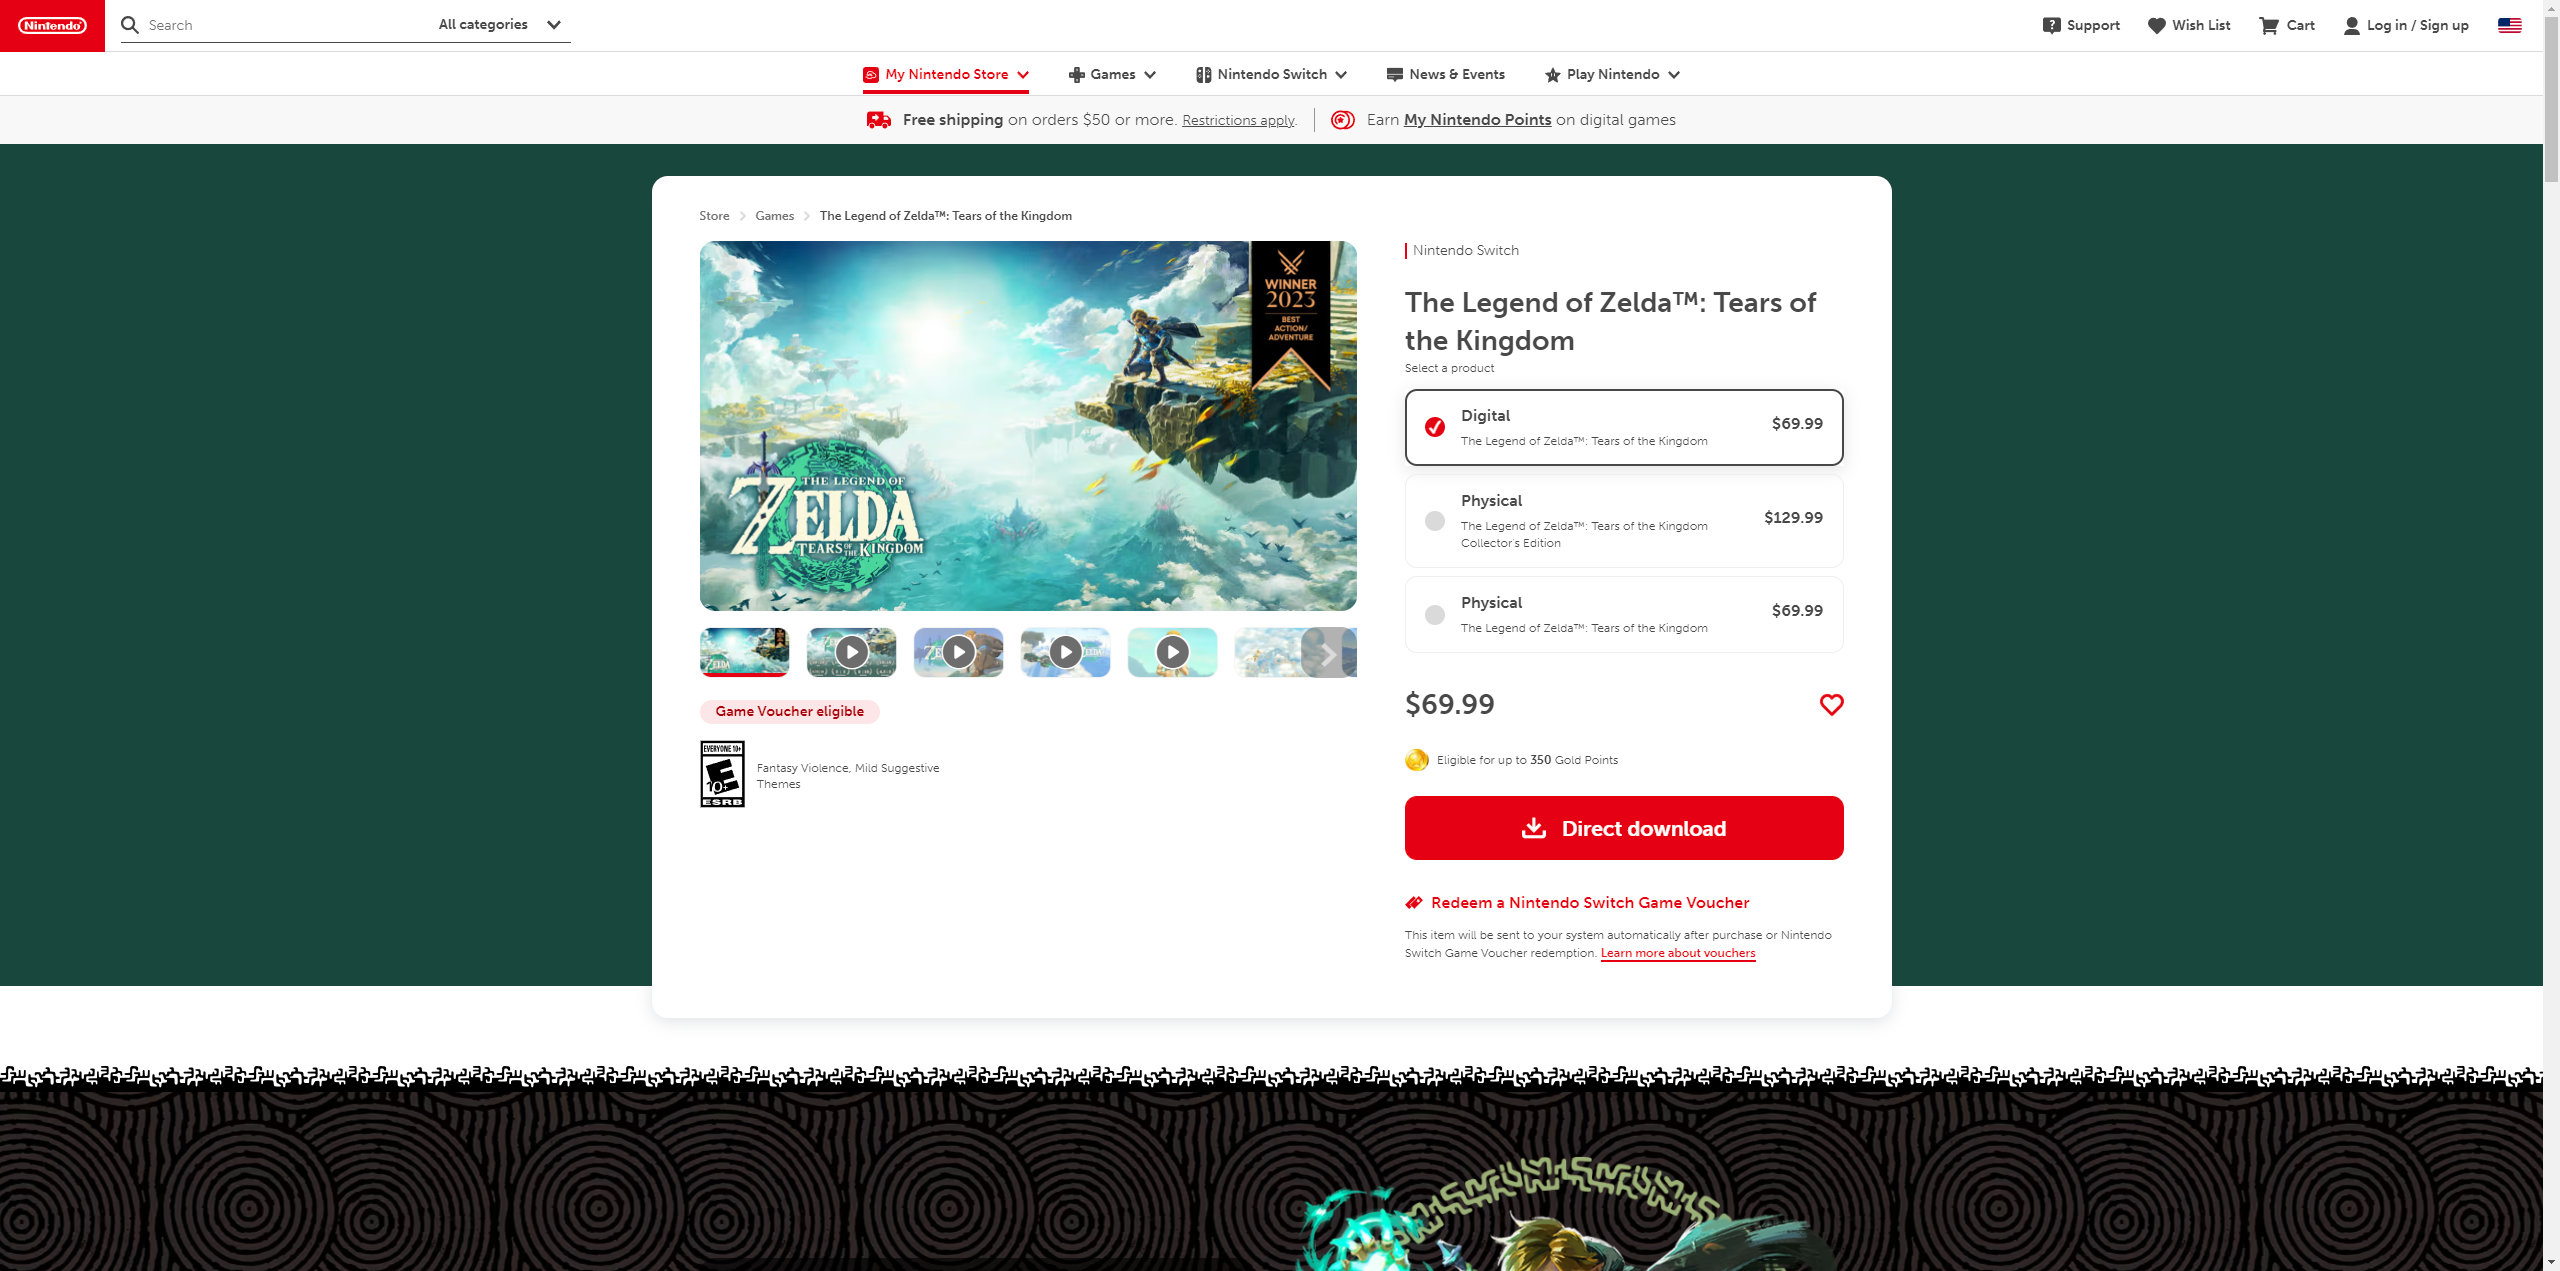 Nintendo
Search
All categories
Support
Wish List
Cart
Log in / Sign up
My Nintendo Store
Games
Nintendo Switch
News & Events
Play Nintendo
Free shipping on orders $50 or more. Restrictions apply.
Earn My Nintendo Points on digital games
Store
Games
The Legend of Zelda™: Tears of the Kingdom
WINNER
2023
BEST
ACTION/
ADVENTURE
THE LEGEND OF
ZELDA
TEARS OF THE KINGDOM
Game Voucher eligible
EVERYONE 10+
E
10+
ESRB
Fantasy Violence, Mild Suggestive
Themes
Nintendo Switch
The Legend of Zelda™: Tears of
the Kingdom
Select a product
Digital
The Legend of Zelda™: Tears of the Kingdom
$69.99
Physical
The Legend of Zelda™: Tears of the Kingdom
Collector's Edition
$129.99
Physical
The Legend of Zelda™: Tears of the Kingdom
$69.99
$69.99
Eligible for up to 350 Gold Points
Direct download
Redeem a Nintendo Switch Game Voucher
This item will be sent to your system automatically after purchase or Nintendo
Switch Game Voucher redemption. Learn more about vouchers